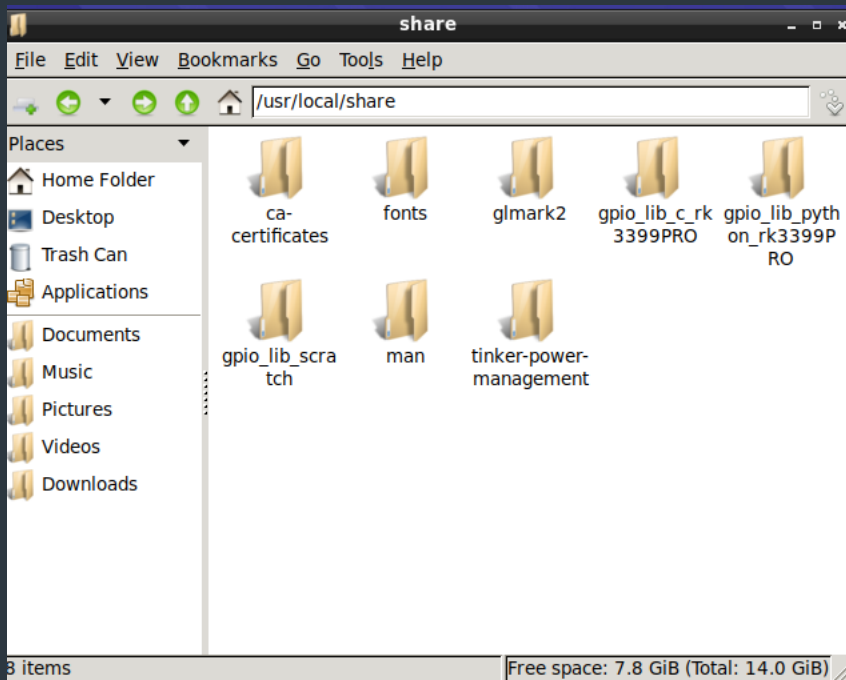 share
File Edit View Bookmarks Go Tools Help
/usr/local/share
Places
Home Folder
Desktop
Trash Can
Applications
Documents
Music
Pictures
Videos
Downloads
ca-
certificates
fonts
glmark2
gpio_lib_c_rk
3399PRO
gpio_lib_pyth
on_rk3399P
RO
gpio_lib_scra
tch
man
tinker-power-
management
8 items
Free space: 7.8 GiB (Total: 14.0 GiB)